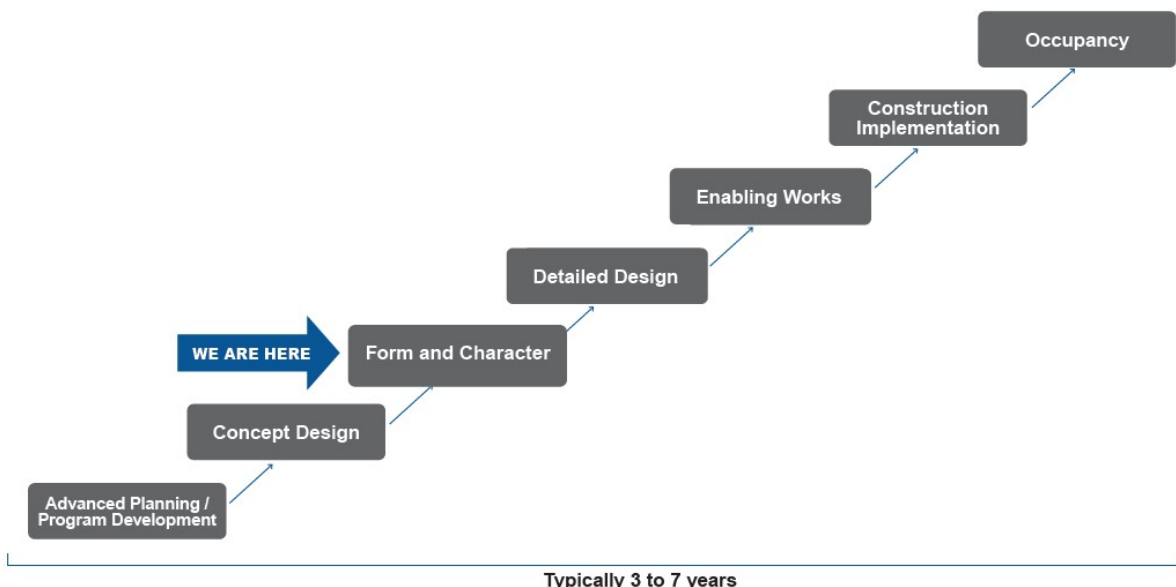 Occupancy
Construction
Implementation
Enabling Works
Detailed Design
WE ARE HERE
Form and Character
Concept Design
Advanced Planning /
Program Development
Typically 3 to 7 years